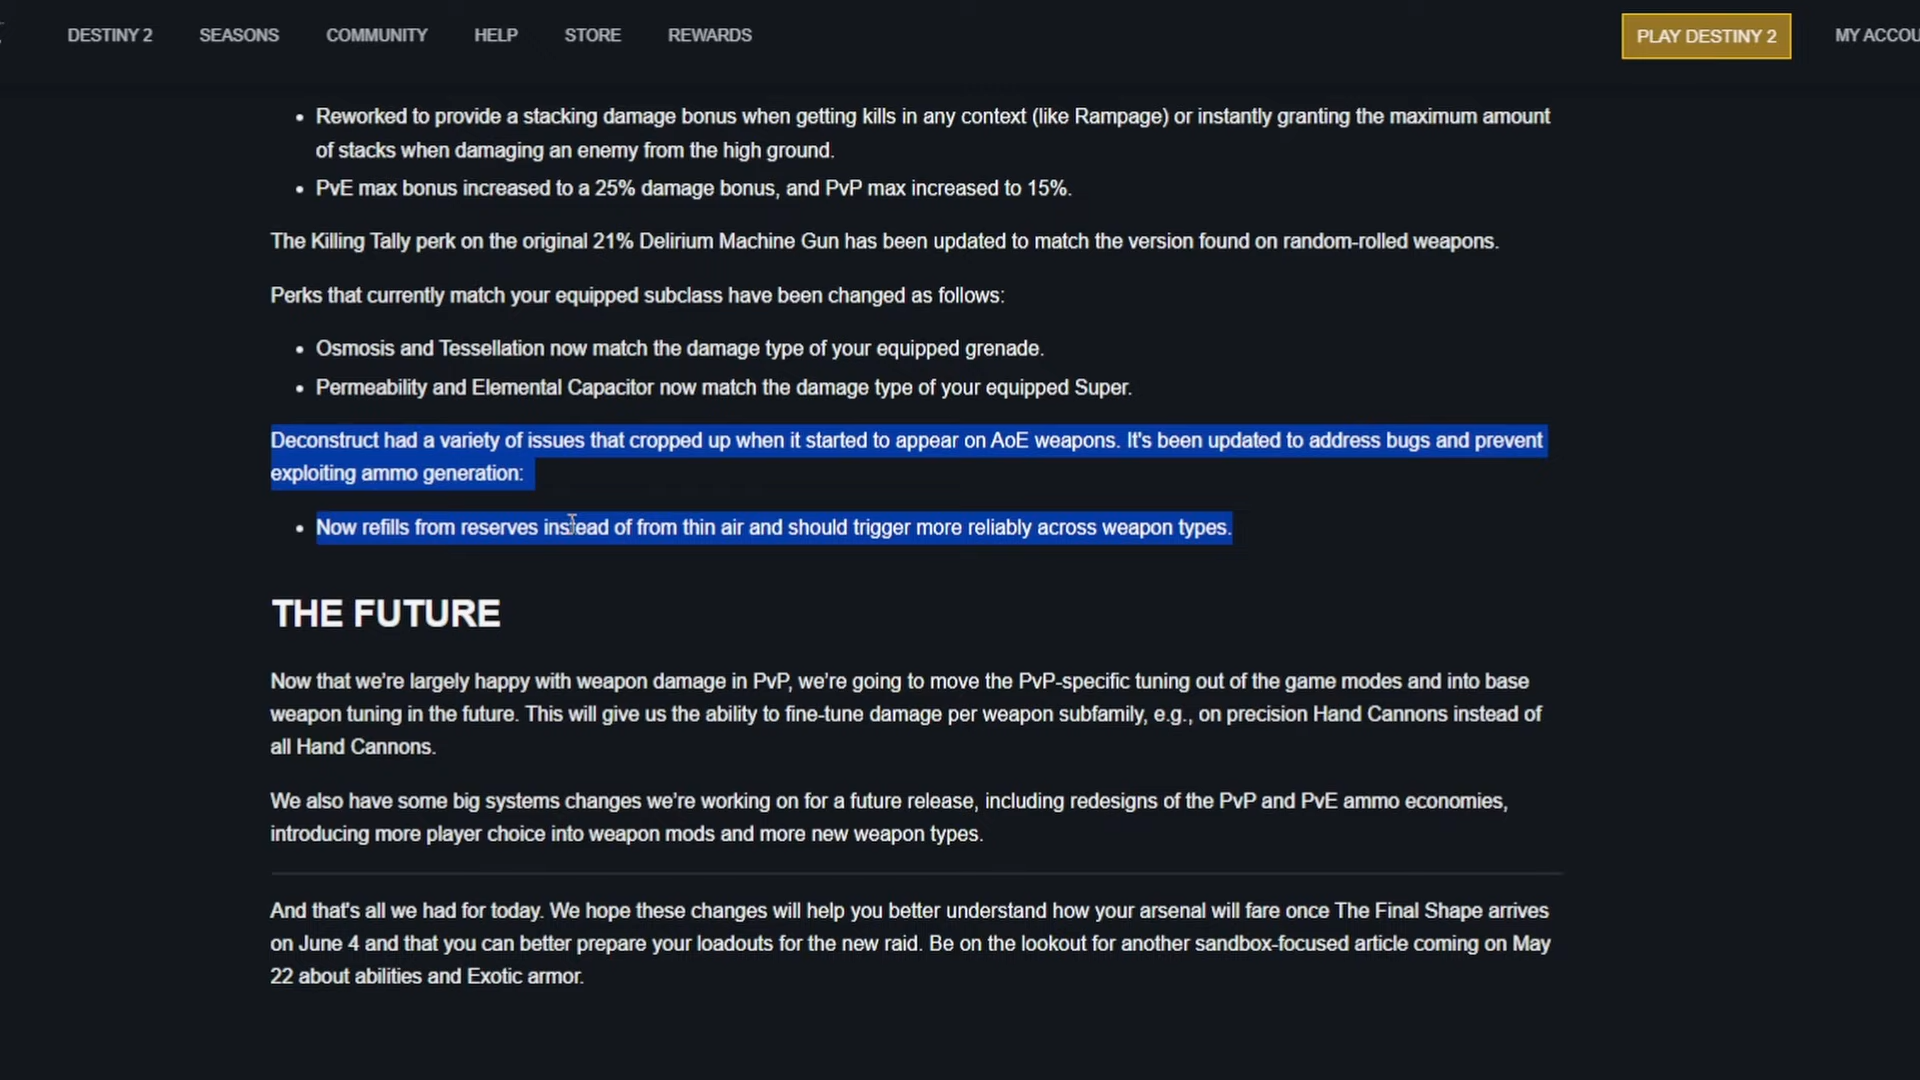 DESTINY 2 SEASONS COMMUNITY HELP STORE REWARDS PLAY DESTINY 2 MY ACCOU
• Reworked to provide a stacking damage bonus when getting kills in any context (like Rampage) or instantly granting the maximum amount
of stacks when damaging an enemy from the high ground.
• PvE max bonus increased to a 25% damage bonus, and PvP max increased to 15%.
The Killing Tally perk on the original 21% Delirium Machine Gun has been updated to match the version found on random-rolled weapons.
Perks that currently match your equipped subclass have been changed as follows:
• Osmosis and Tessellation now match the damage type of your equipped grenade.
• Permeability and Elemental Capacitor now match the damage type of your equipped Super.
Deconstruct had a variety of issues that cropped up when it started to appear on AoE weapons. It's been updated to address bugs and prevent
exploiting ammo generation:
• Now refills from reserves instead of from thin air and should trigger more reliably across weapon types.
THE FUTURE
Now that we're largely happy with weapon damage in PvP, we're going to move the PvP-specific tuning out of the game modes and into base
weapon tuning in the future. This will give us the ability to fine-tune damage per weapon subfamily, e.g., on precision Hand Cannons instead of
all Hand Cannons.
We also have some big systems changes we're working on for a future release, including redesigns of the PvP and PvE ammo economies,
introducing more player choice into weapon mods and more new weapon types.
And that's all we had for today. We hope these changes will help you better understand how your arsenal will fare once The Final Shape arrives
on June 4 and that you can better prepare your loadouts for the new raid. Be on the lookout for another sandbox-focused article coming on May
22 about abilities and Exotic armor.